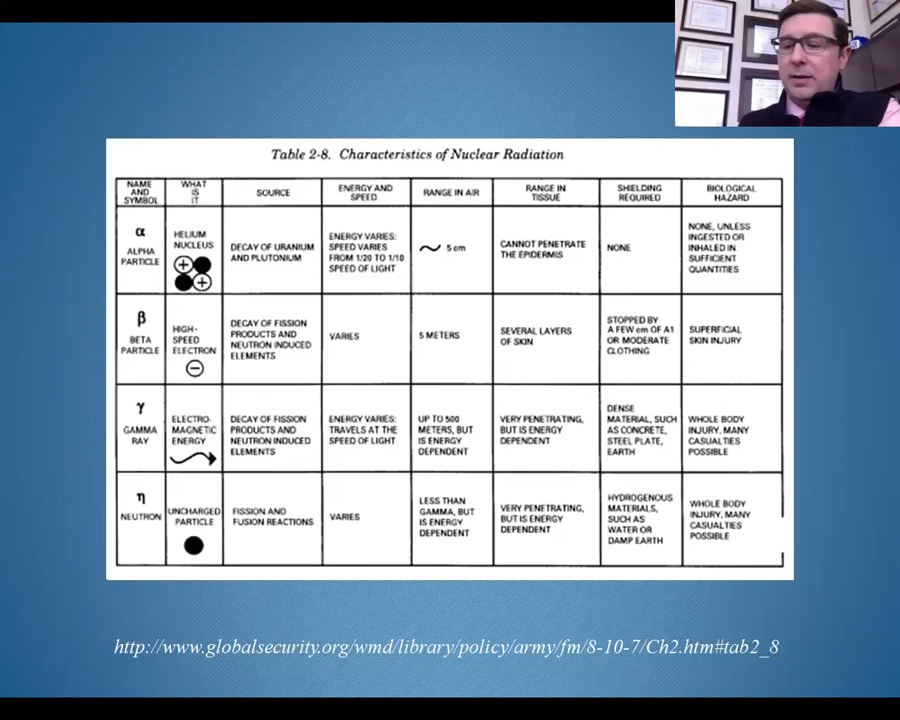 Table 2-8. Characteristics of Nuclear Radiation
NAME
AND
SYMBOL
WHAT
IS
IT
SOURCE
ENERGY AND
SPEED
RANGE IN AIR
RANGE IN
TISSUE
SHIELDING
REQUIRED
BIOLOGICAL
HAZARD
α
ALPHA
PARTICLE
HELIUM
NUCLEUS
DECAY OF URANIUM
AND PLUTONIUM
ENERGY VARIES:
SPEED VARIES
FROM 1/20 TO 1/10
SPEED OF LIGHT
~ 5 cm
CANNOT PENETRATE
THE EPIDERMIS
NONE
NONE, UNLESS
INGESTED OR
INHALED IN
SUFFICIENT
QUANTITIES
β
BETA
PARTICLE
HIGH-
SPEED
ELECTRON
DECAY OF FISSION
PRODUCTS AND
NEUTRON INDUCED
ELEMENTS
VARIES
5 METERS
SEVERAL LAYERS
OF SKIN
STOPPED BY
A FEW cm OF A1
OR MODERATE
CLOTHING
SUPERFICIAL
SKIN INJURY
γ
GAMMA
RAY
ELECTRO-
MAGNETIC
ENERGY
DECAY OF FISSION
PRODUCTS AND
NEUTRON INDUCED
ELEMENTS
ENERGY VARIES:
TRAVELS AT THE
SPEED OF LIGHT
UP TO 500
METERS, BUT
IS ENERGY
DEPENDENT
VERY PENETRATING,
BUT IS ENERGY
DEPENDENT
DENSE
MATERIAL, SUCH
AS CONCRETE,
STEEL PLATE,
EARTH
WHOLE BODY
INJURY, MANY
CASUALTIES
POSSIBLE
η
NEUTRON
UNCHARGED
PARTICLE
FISSION AND
FUSION REACTIONS
VARIES
LESS THAN
GAMMA, BUT
IS ENERGY
DEPENDENT
VERY PENETRATING,
BUT IS ENERGY
DEPENDENT
HYDROGENOUS
MATERIALS,
SUCH AS
WATER OR
DAMP EARTH
WHOLE BODY
INJURY, MANY
CASUALTIES
POSSIBLE
http://www.globalsecurity.org/wmd/library/policy/army/fm/8-10-7/Ch2.htm#tab2_8